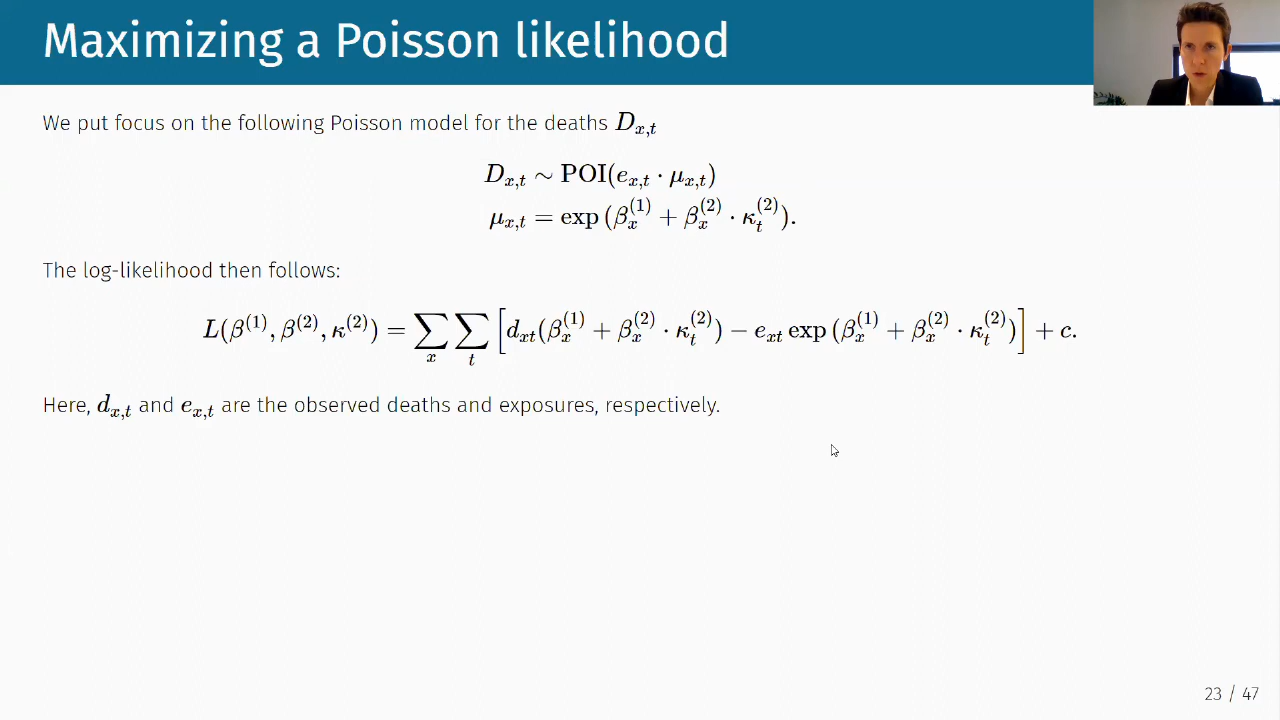 Maximizing a Poisson likelihood
We put focus on the following Poisson model for the deaths $D_{x,t}$
$D_{x,t} \sim \text{POI}(e_{x,t} \cdot \mu_{x,t})$
$\mu_{x,t} = \exp(\beta_x^{(1)} + \beta_x^{(2)} \cdot \kappa_t^{(2)}).$
The log-likelihood then follows:
$L(\beta^{(1)}, \beta^{(2)}, \kappa^{(2)}) = \sum_x \sum_t \left[ d_{xt}(\beta_x^{(1)} + \beta_x^{(2)} \cdot \kappa_t^{(2)}) - e_{xt} \exp(\beta_x^{(1)} + \beta_x^{(2)} \cdot \kappa_t^{(2)}) \right] + c.$
Here, $d_{x,t}$ and $e_{x,t}$ are the observed deaths and exposures, respectively.
23 / 47